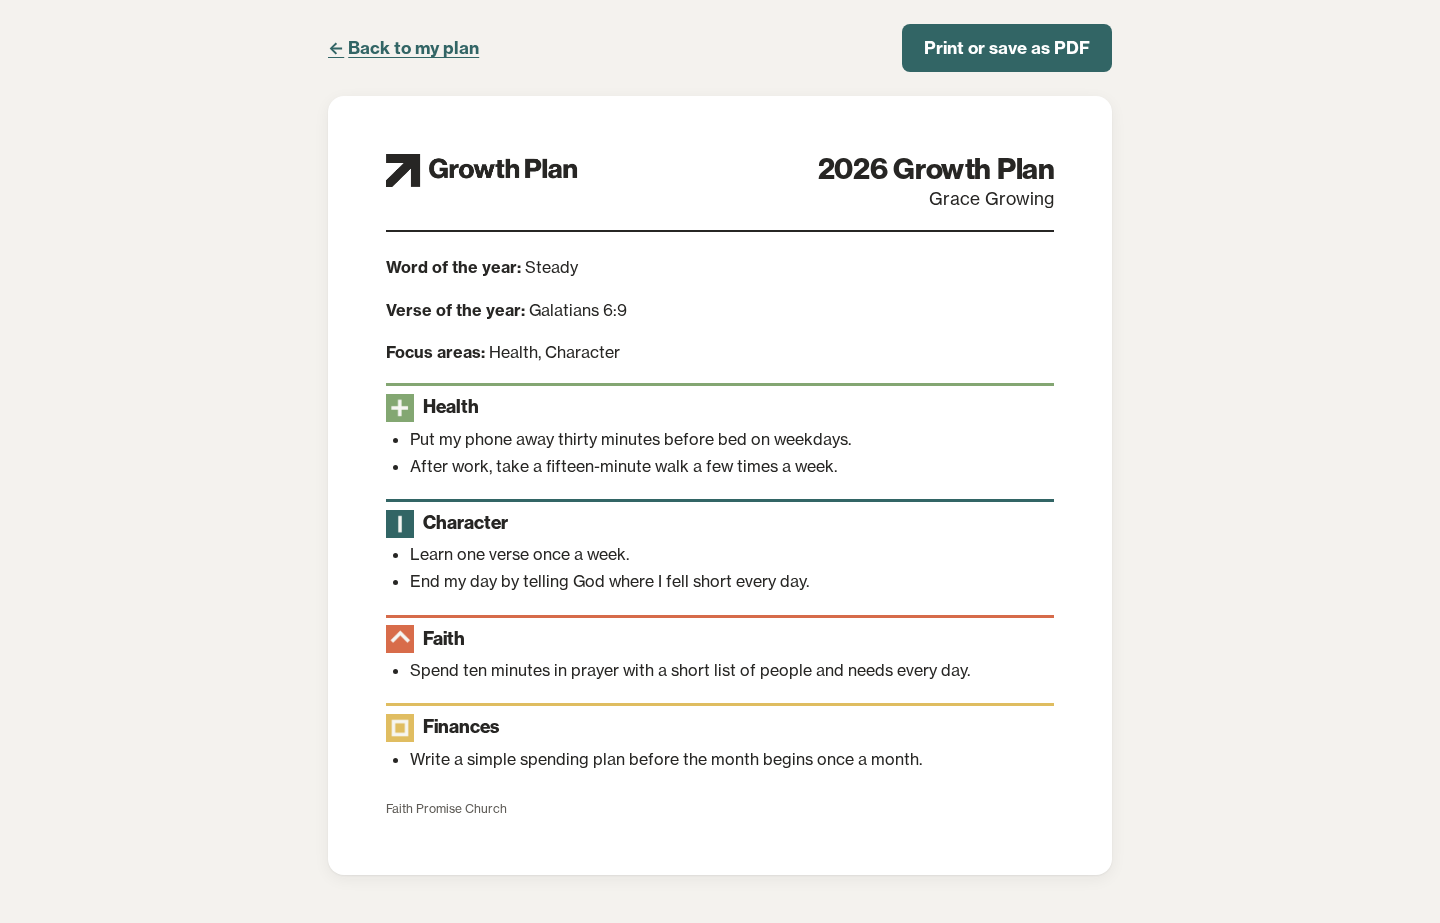 ← Back to my plan
Print or save as PDF
Growth Plan
2026 Growth Plan
Grace Growing
Word of the year: Steady
Verse of the year: Galatians 6:9
Focus areas: Health, Character
Health
• Put my phone away thirty minutes before bed on weekdays.
• After work, take a fifteen-minute walk a few times a week.
Character
• Learn one verse once a week.
• End my day by telling God where I fell short every day.
Faith
• Spend ten minutes in prayer with a short list of people and needs every day.
Finances
• Write a simple spending plan before the month begins once a month.
Faith Promise Church